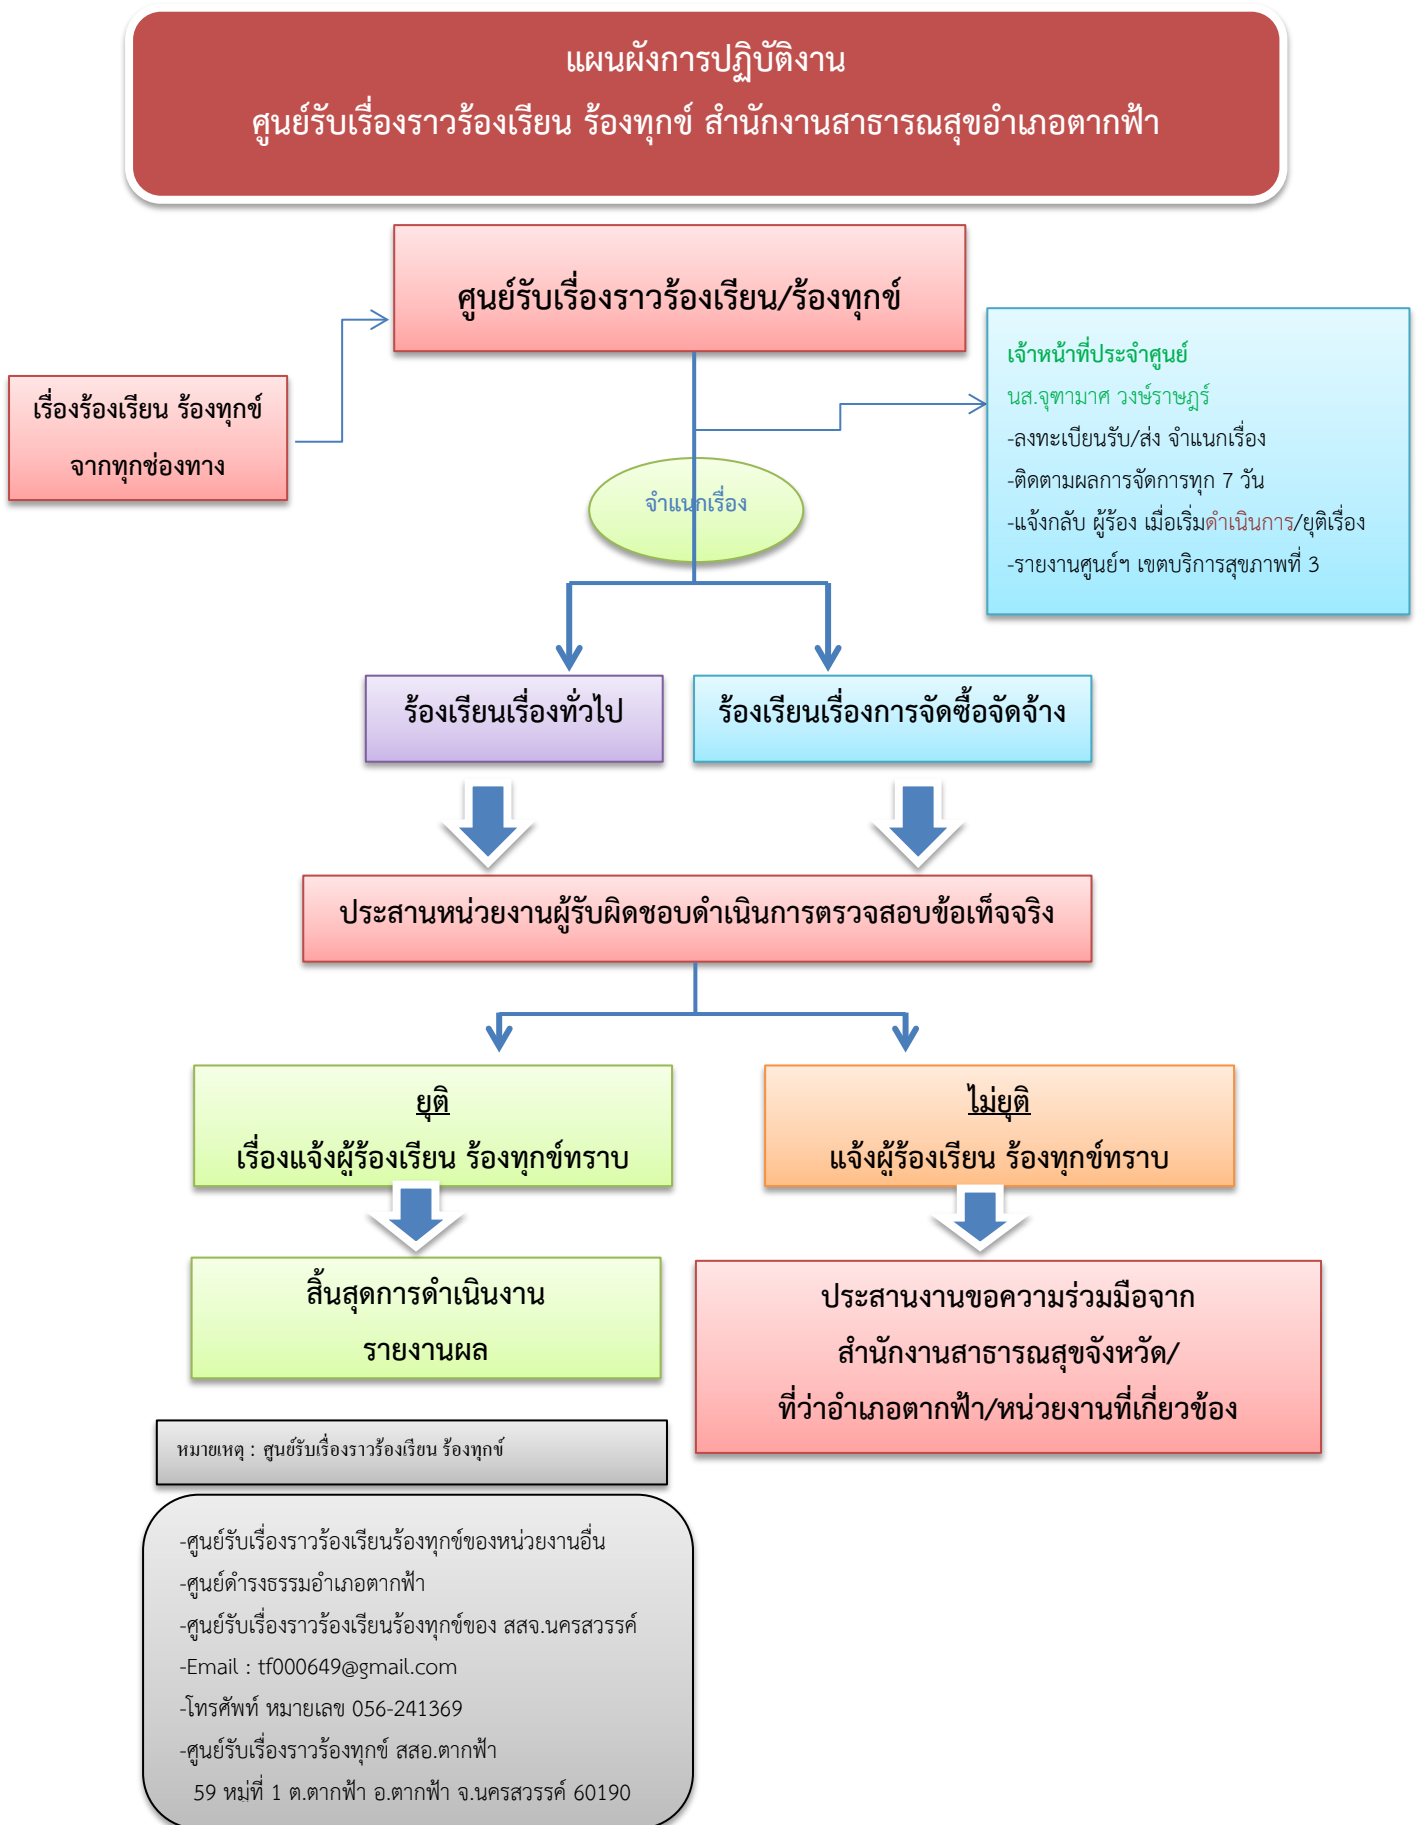 แผนผังการปฏิบัติงาน
ศูนย์รับเรื่องราวร้องเรียน ร้องทุกข์ สำนักงานสาธารณสุขอำเภอตากฟ้า
ศูนย์รับเรื่องราวร้องเรียน/ร้องทุกข์
เรื่องร้องเรียน ร้องทุกข์
จากทุกช่องทาง
เจ้าหน้าที่ประจำศูนย์
นส.จุฑามาศ วงษ์ราษฎร์
-ลงทะเบียนรับ/ส่ง จำแนกเรื่อง
-ติดตามผลการจัดการทุก 7 วัน
-แจ้งกลับ ผู้ร้อง เมื่อเริ่มดำเนินการ/ยุติเรื่อง
-รายงานศูนย์ฯ เขตบริการสุขภาพที่ 3
จำแนกเรื่อง
ร้องเรียนเรื่องทั่วไป
ร้องเรียนเรื่องการจัดซื้อจัดจ้าง
ประสานหน่วยงานผู้รับผิดชอบดำเนินการตรวจสอบข้อเท็จจริง
ยุติ
เรื่องแจ้งผู้ร้องเรียน ร้องทุกข์ทราบ
ไม่ยุติ
แจ้งผู้ร้องเรียน ร้องทุกข์ทราบ
สิ้นสุดการดำเนินงาน
รายงานผล
ประสานงานขอความร่วมมือจาก
สำนักงานสาธารณสุขจังหวัด/
ที่ว่าอำเภอตากฟ้า/หน่วยงานที่เกี่ยวข้อง
หมายเหตุ : ศูนย์รับเรื่องราวร้องเรียน ร้องทุกข์
-ศูนย์รับเรื่องราวร้องเรียนร้องทุกข์ของหน่วยงานอื่น
-ศูนย์ดำรงธรรมอำเภอตากฟ้า
-ศูนย์รับเรื่องราวร้องเรียนร้องทุกข์ของ สสจ.นครสวรรค์
-Email : tf000649@gmail.com
-โทรศัพท์ หมายเลข 056-241369
-ศูนย์รับเรื่องราวร้องทุกข์ สสอ.ตากฟ้า
59 หมู่ที่ 1 ต.ตากฟ้า อ.ตากฟ้า จ.นครสวรรค์ 60190